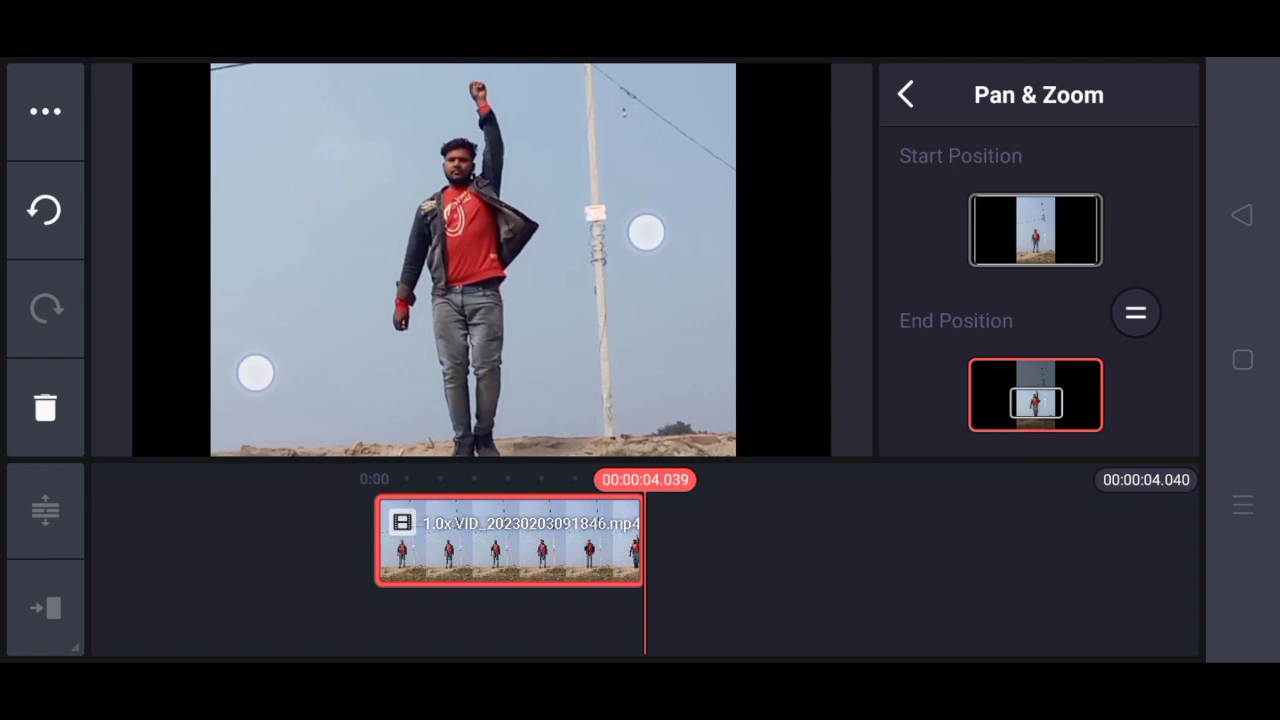 Pan & Zoom
Start Position
End Position
0:00
00:00:04.039
00:00:04.040
1.0x VID_20230203091846.mp4